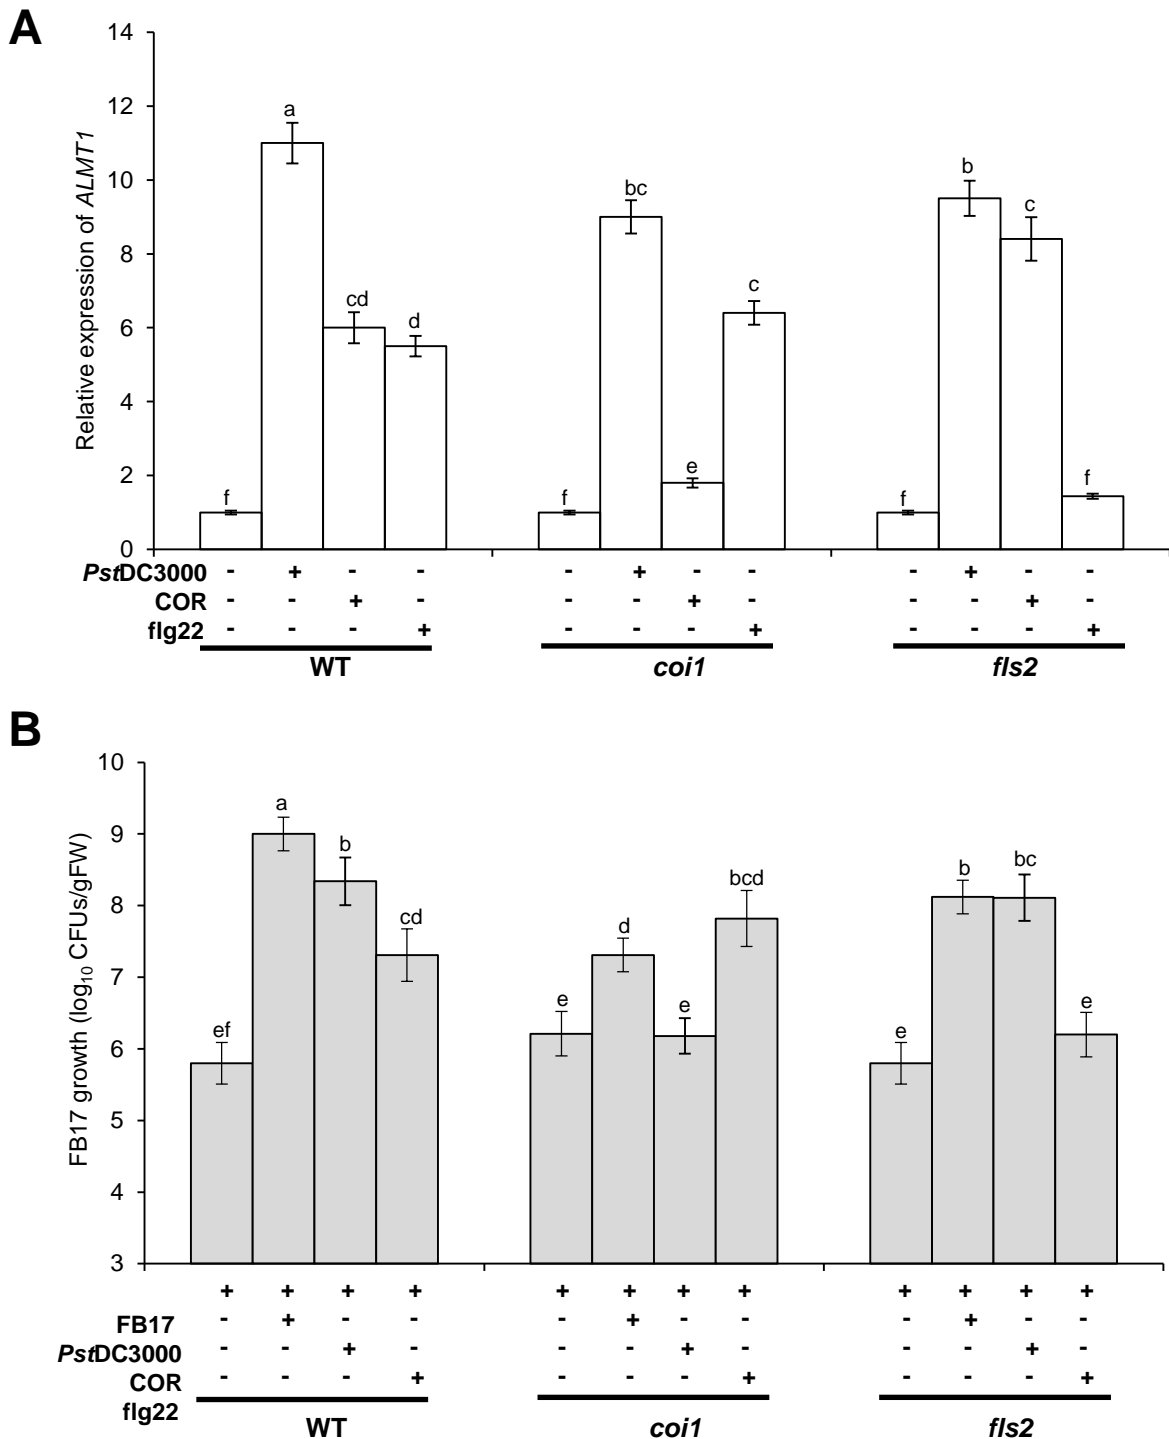 A
14
12
10
8
6
4
2
0
Relative expression of ALMT1
f a cd d f bc e c f b c f
PstDC3000 - + - - - + - - - + - -
COR - - + - - - + - - - + -
flg22 - - - + - - - + - - - +
WT coi1 fls2
B
10
9
8
7
6
5
4
3
FB17 growth (log10 CFUs/gFW)
ef a b cd e d e bcd e b bc e
+ + + + + + + + + + + +
FB17 - + - - - + - - - + - -
PstDC3000 - - + - - - + - - - + -
COR - - - + - - - + - - - +
flg22
WT coi1 fls2